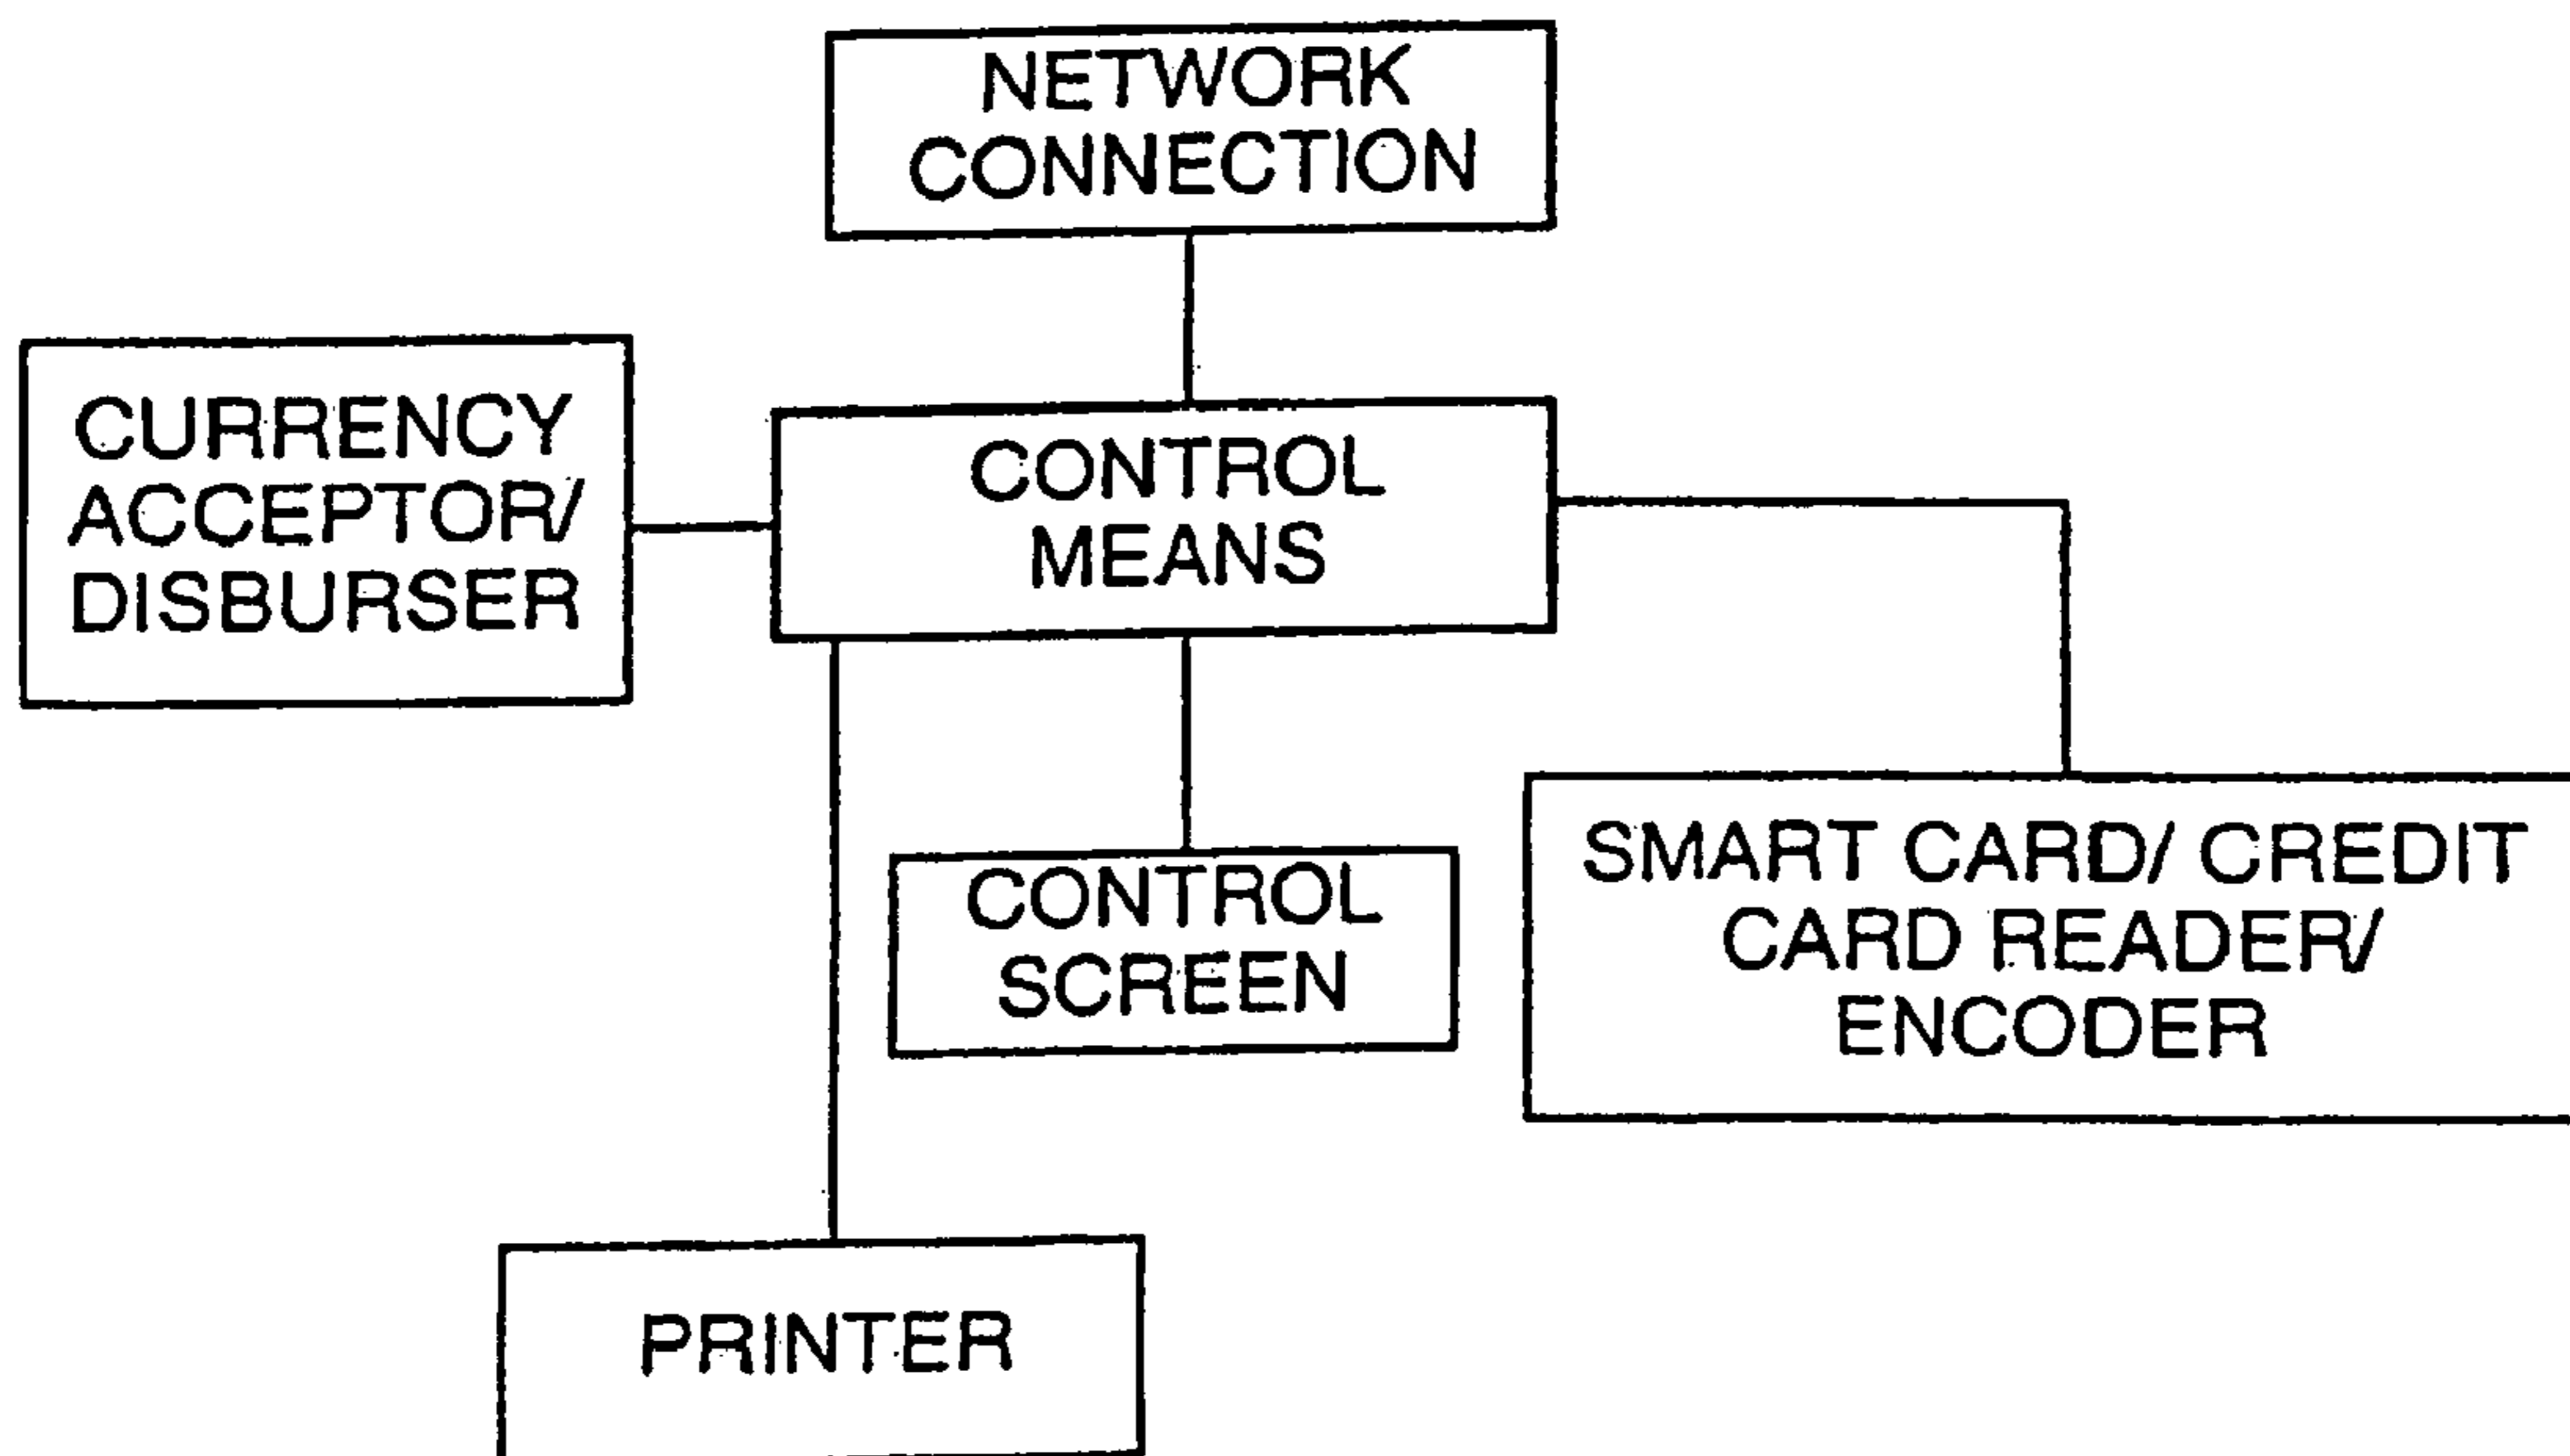 NETWORK
CONNECTION
CURRENCY
ACCEPTOR/
DISBURSER
CONTROL
MEANS
CONTROL
SCREEN
SMART CARD/ CREDIT
CARD READER/
ENCODER
PRINTER